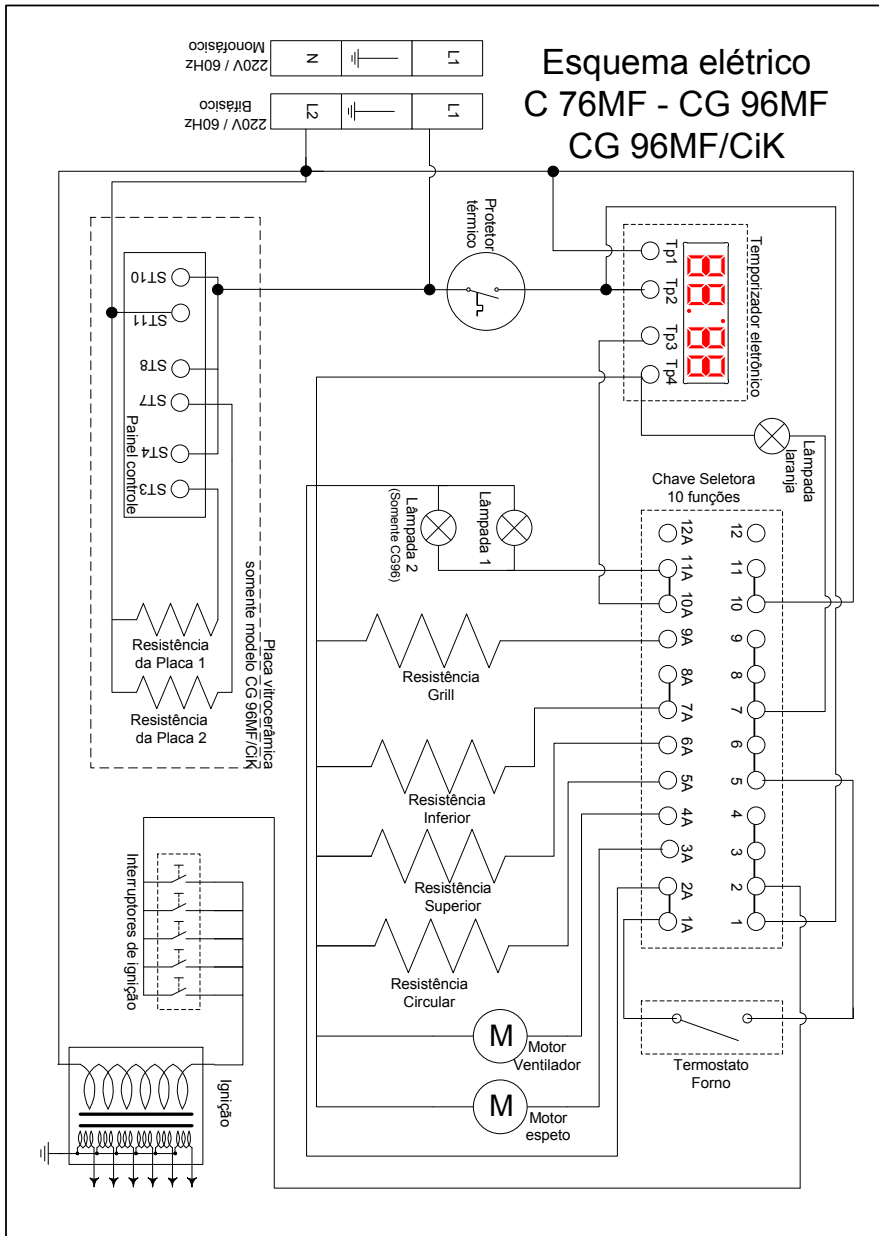 Esquema elétrico
C 76MF - CG 96MF
CG 96MF/CiK
Monofásico
220V / 60Hz
N
L1
Bifásico
220V / 60Hz
L2
L1
Protetor
térmico
Temporizador eletrônico
Tp1
Tp2
Tp3
Tp4
88
88
Lâmpada
laranja
Placa vitrocerâmica
somente modelo CG 96MF/CiK
Painel controle
ST10
ST11
ST8
ST7
ST4
ST3
Resistência
da Placa 1
Resistência
da Placa 2
Lâmpada 2
(Somente CG96)
Lâmpada 1
Chave Seletora
10 funções
12A
12
11A
11
10A
10
9A
9
8A
8
7A
7
6A
6
5A
5
4A
4
3A
3
2A
2
1A
1
Resistência
Grill
Resistência
Inferior
Resistência
Superior
Resistência
Circular
M
Motor
Ventilador
M
Motor
espeto
Termostato
Forno
Interruptores de ignição
Ignição